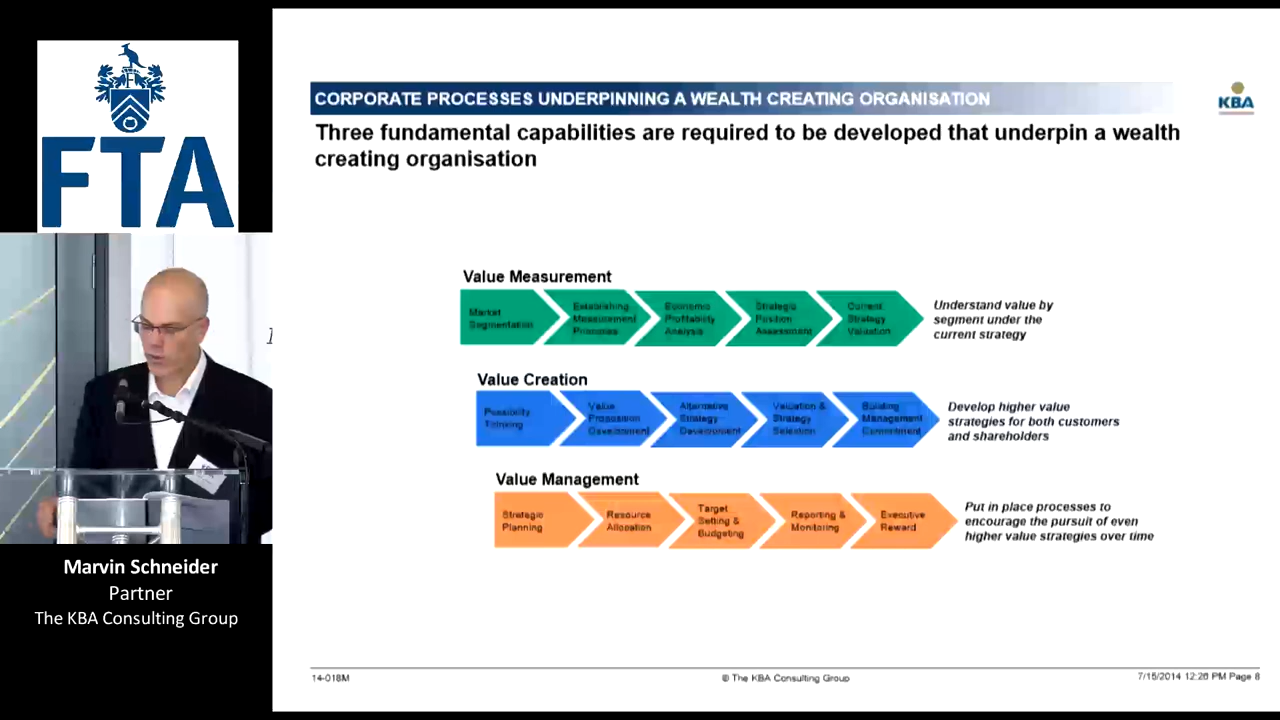 FTA
Marvin Schneider
Partner
The KBA Consulting Group
CORPORATE PROCESSES UNDERPINNING A WEALTH CREATING ORGANISATION
KBA
Three fundamental capabilities are required to be developed that underpin a wealth
creating organisation
Value Measurement
Market
Segmentation
Establishing
Measurement
Principles
Economic
Profitability
Analysis
Strategic
Position
Assessment
Current
Strategy
Valuation
Understand value by
segment under the
current strategy
Value Creation
Possibility
Thinking
Value
Proposition
Development
Alternative
Strategy
Development
Valuation &
Strategy
Selection
Building
Management
Commitment
Develop higher value
strategies for both customers
and shareholders
Value Management
Strategic
Planning
Resource
Allocation
Target
Setting &
Budgeting
Reporting &
Monitoring
Executive
Reward
Put in place processes to
encourage the pursuit of even
higher value strategies over time
14-018M
© The KBA Consulting Group
7/15/2014 12:26 PM Page 8